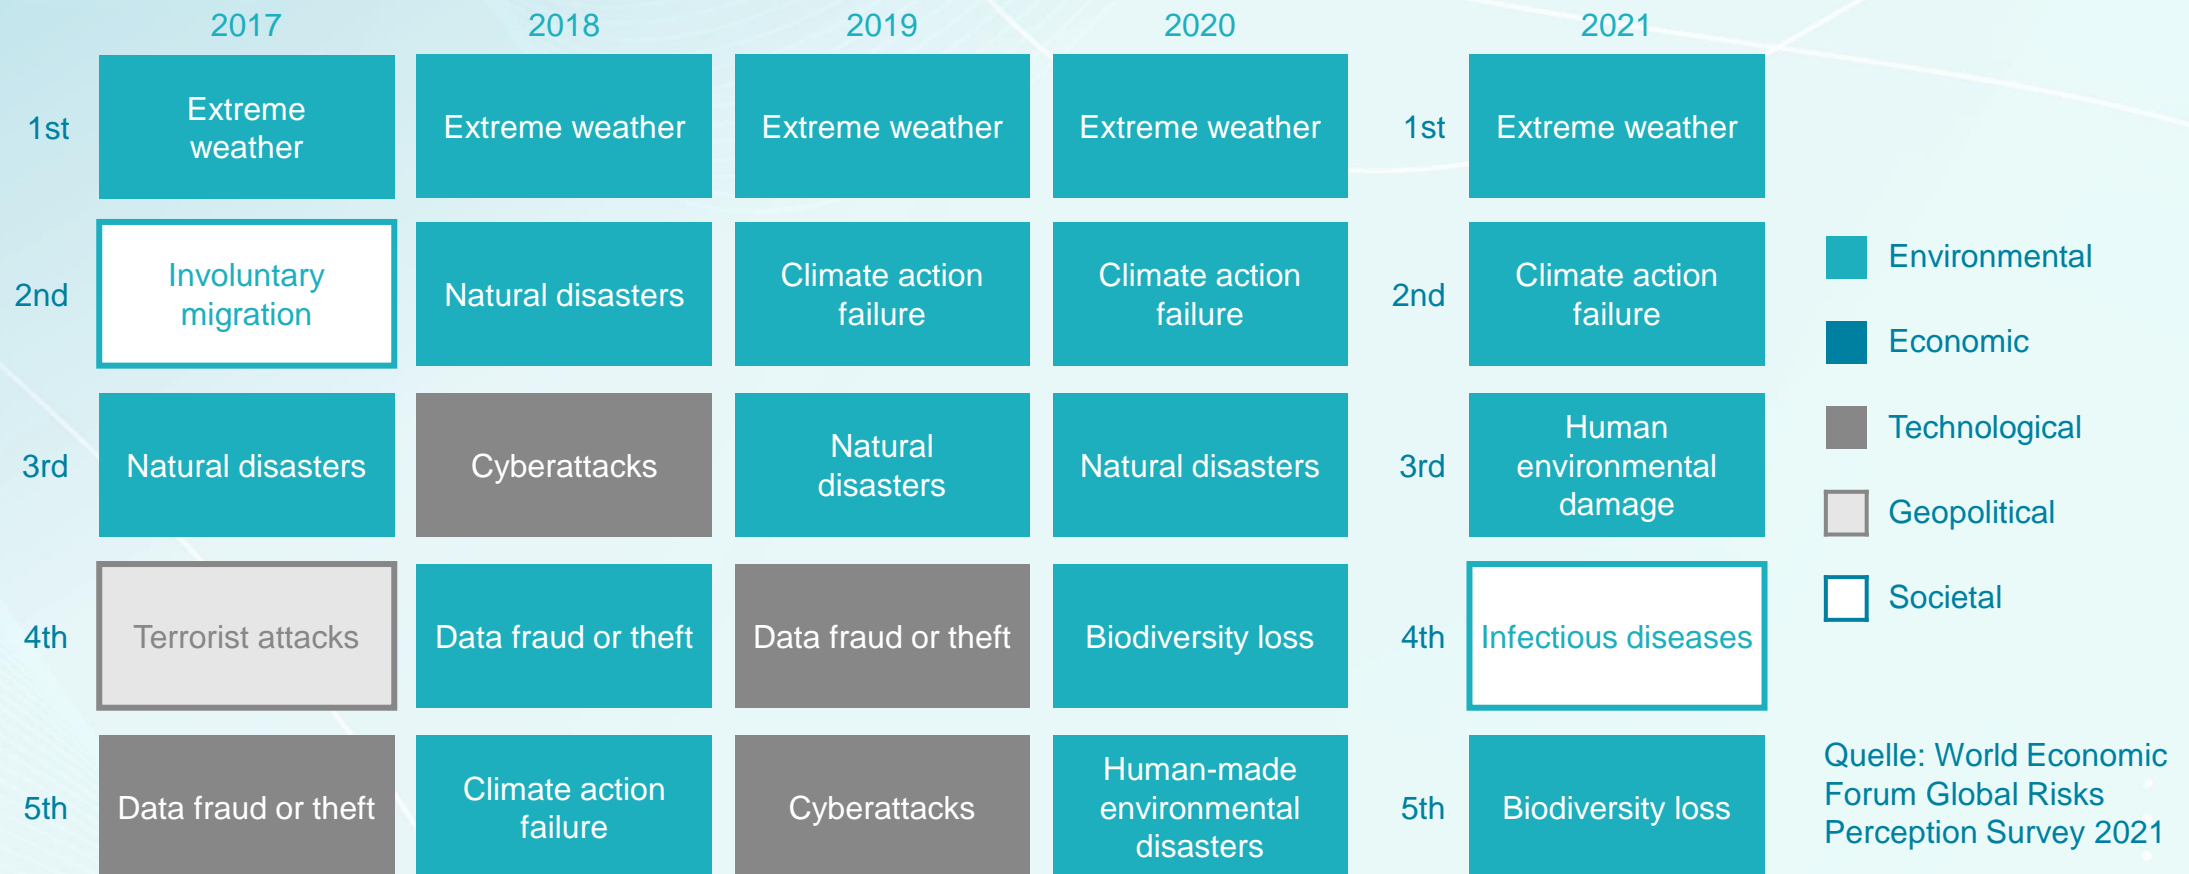 2017 2018 2019 2020 2021
1st
Extreme
weather
Extreme weather
Extreme weather
Extreme weather
1st
Extreme weather
2nd
Involuntary
migration
Natural disasters
Climate action
failure
Climate action
failure
2nd
Climate action
failure
3rd
Natural disasters
Cyberattacks
Natural
disasters
Natural disasters
3rd
Human
environmental
damage
4th
Terrorist attacks
Data fraud or theft
Data fraud or theft
Biodiversity loss
4th
Infectious diseases
5th
Data fraud or theft
Climate action
failure
Cyberattacks
Human-made
environmental
disasters
5th
Biodiversity loss
Environmental
Economic
Technological
Geopolitical
Societal
Quelle: World Economic
Forum Global Risks
Perception Survey 2021